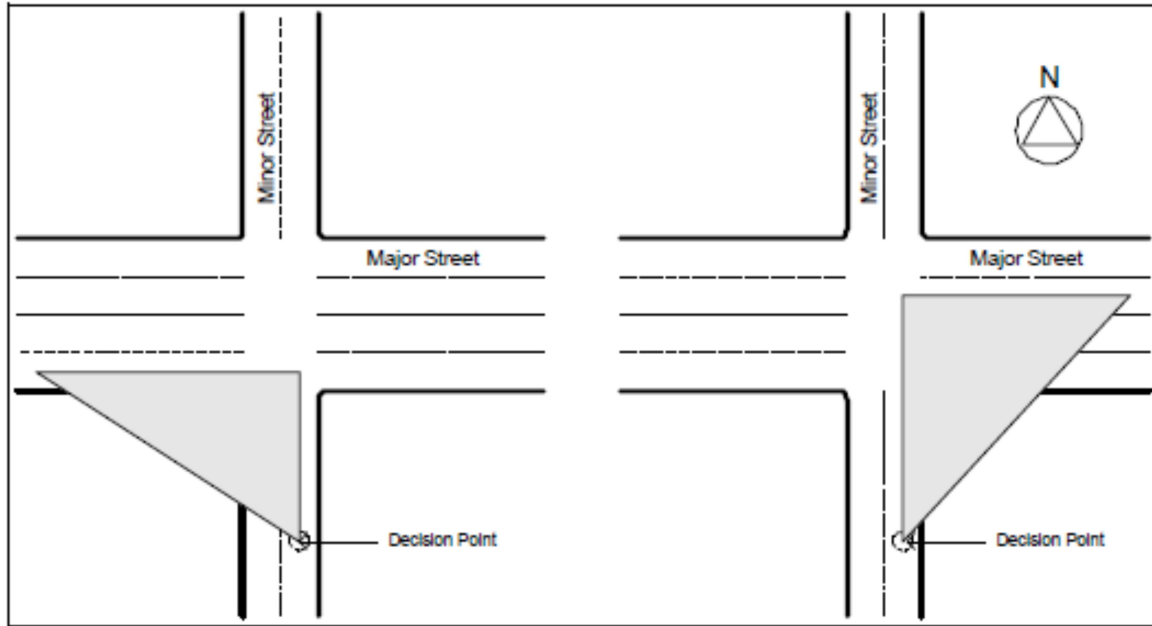 N
Minor Street
Minor Street
Major Street
Major Street
Decision Point
Decision Point